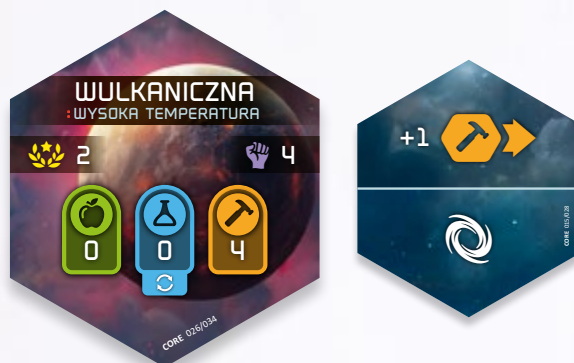 WULKANICZNA
:WYSOKA TEMPERATURA
2
4
0
0
4
CORE 026/034
+1
CORE 015/028